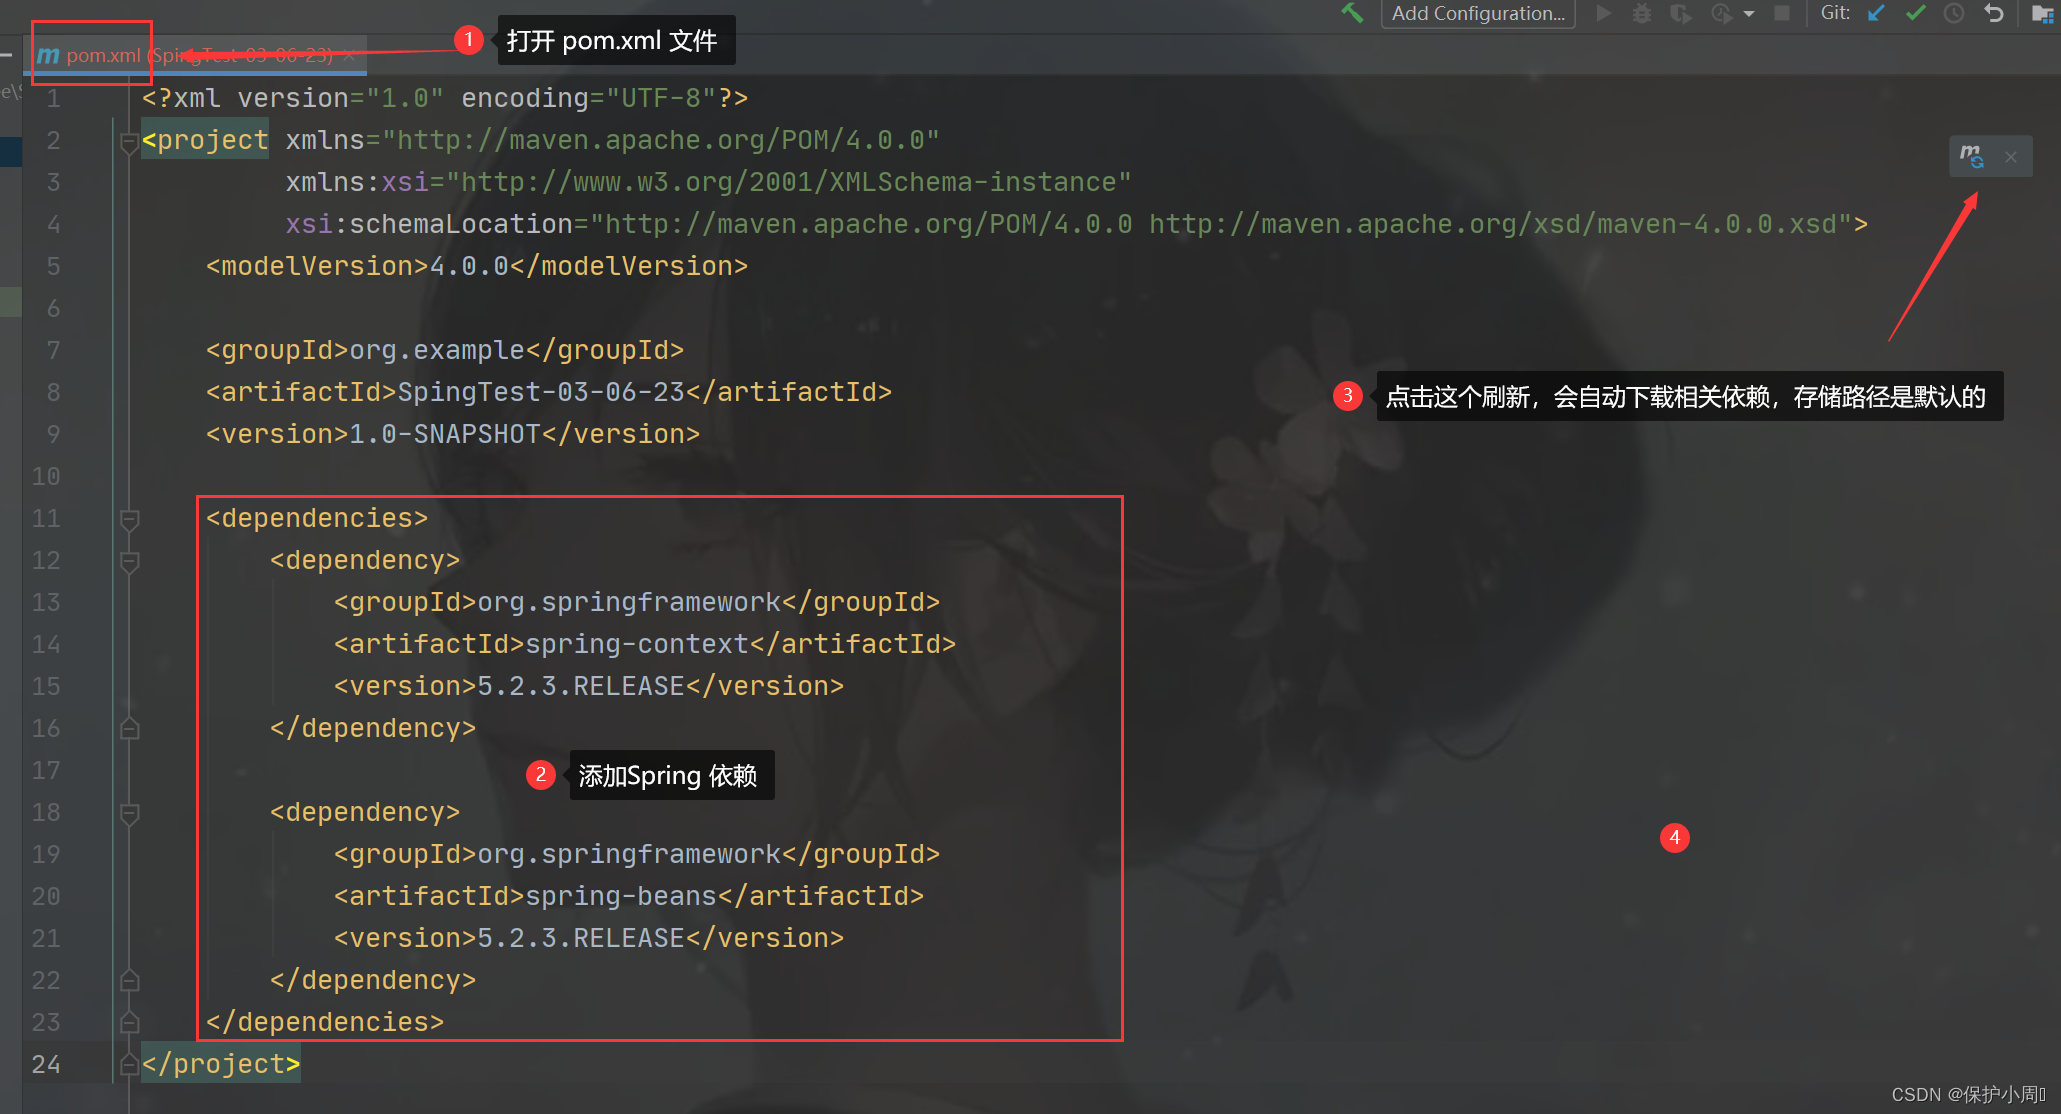 Add Configuration...
Git:
pom.xml (SpingTest-03-06-23)
1 打开 pom.xml 文件
1 <?xml version="1.0" encoding="UTF-8"?>
2 <project xmlns="http://maven.apache.org/POM/4.0.0"
3 xmlns:xsi="http://www.w3.org/2001/XMLSchema-instance"
4 xsi:schemaLocation="http://maven.apache.org/POM/4.0.0 http://maven.apache.org/xsd/maven-4.0.0.xsd">
5 <modelVersion>4.0.0</modelVersion>
6
7 <groupId>org.example</groupId>
8 <artifactId>SpingTest-03-06-23</artifactId>
3 点击这个刷新，会自动下载相关依赖，存储路径是默认的
9 <version>1.0-SNAPSHOT</version>
10
11 <dependencies>
12 <dependency>
13 <groupId>org.springframework</groupId>
14 <artifactId>spring-context</artifactId>
15 <version>5.2.3.RELEASE</version>
16 </dependency>
17
2 添加Spring 依赖
18 <dependency>
4
19 <groupId>org.springframework</groupId>
20 <artifactId>spring-beans</artifactId>
21 <version>5.2.3.RELEASE</version>
22 </dependency>
23 </dependencies>
24 </project>
CSDN @保护小周